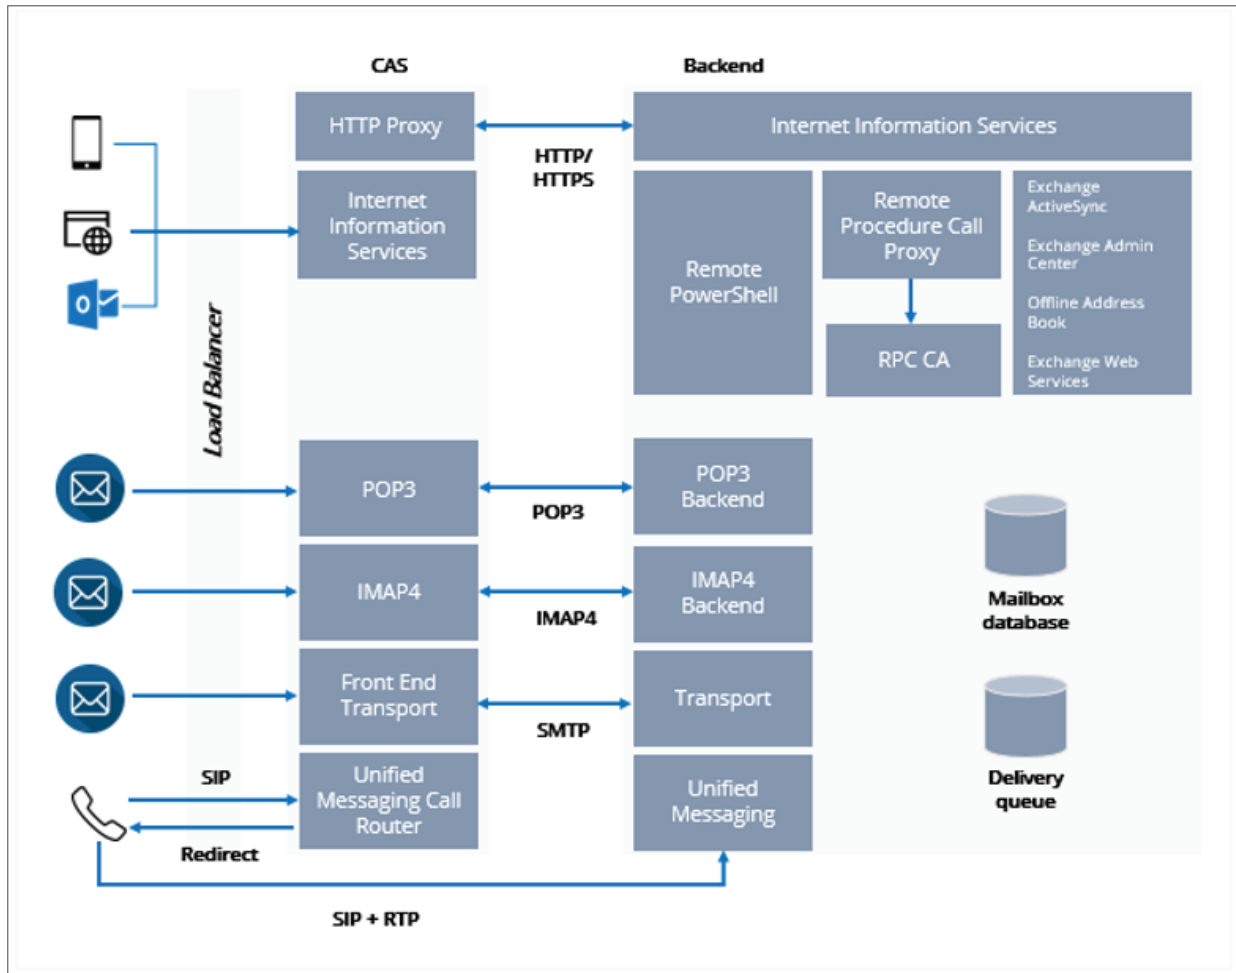 CAS
Backend
HTTP Proxy
HTTP/
HTTPS
Internet Information Services
Internet
Information
Services
Remote
PowerShell
Remote
Procedure Call
Proxy
RPC CA
Exchange
ActiveSync
Exchange Admin
Center
Offline Address
Book
Exchange Web
Services
Load Balancer
POP3
POP3
POP3
Backend
IMAP4
IMAP4
IMAP4
Backend
Mailbox
database
Front End
Transport
SMTP
Transport
Delivery
queue
SIP
Redirect
Unified
Messaging Call
Router
Unified
Messaging
SIP + RTP